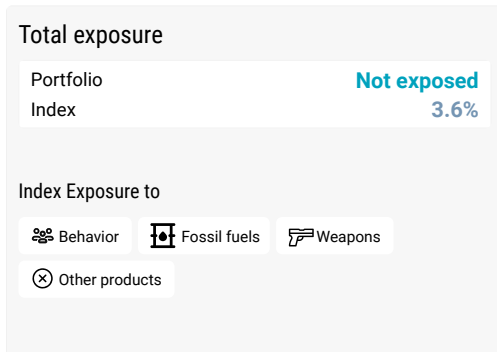 Total exposure
Portfolio Not exposed
Index 3.6%
Index Exposure to
Behavior Fossil fuels Weapons
Other products